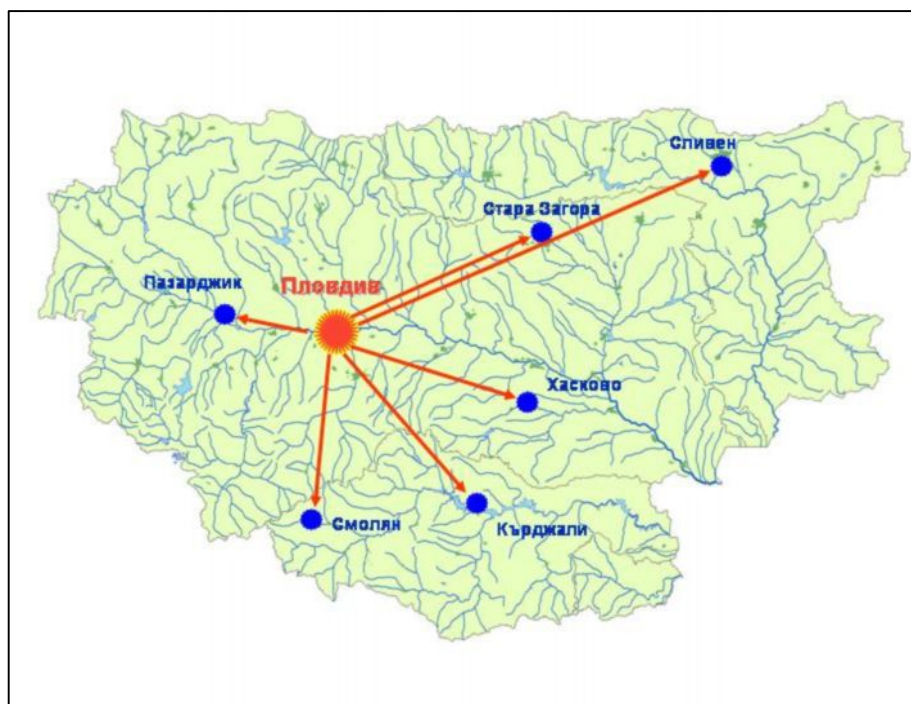 Сливен
Стара Загора
Пазарджик
Пловдив
Хасково
Смолян
Кърджали